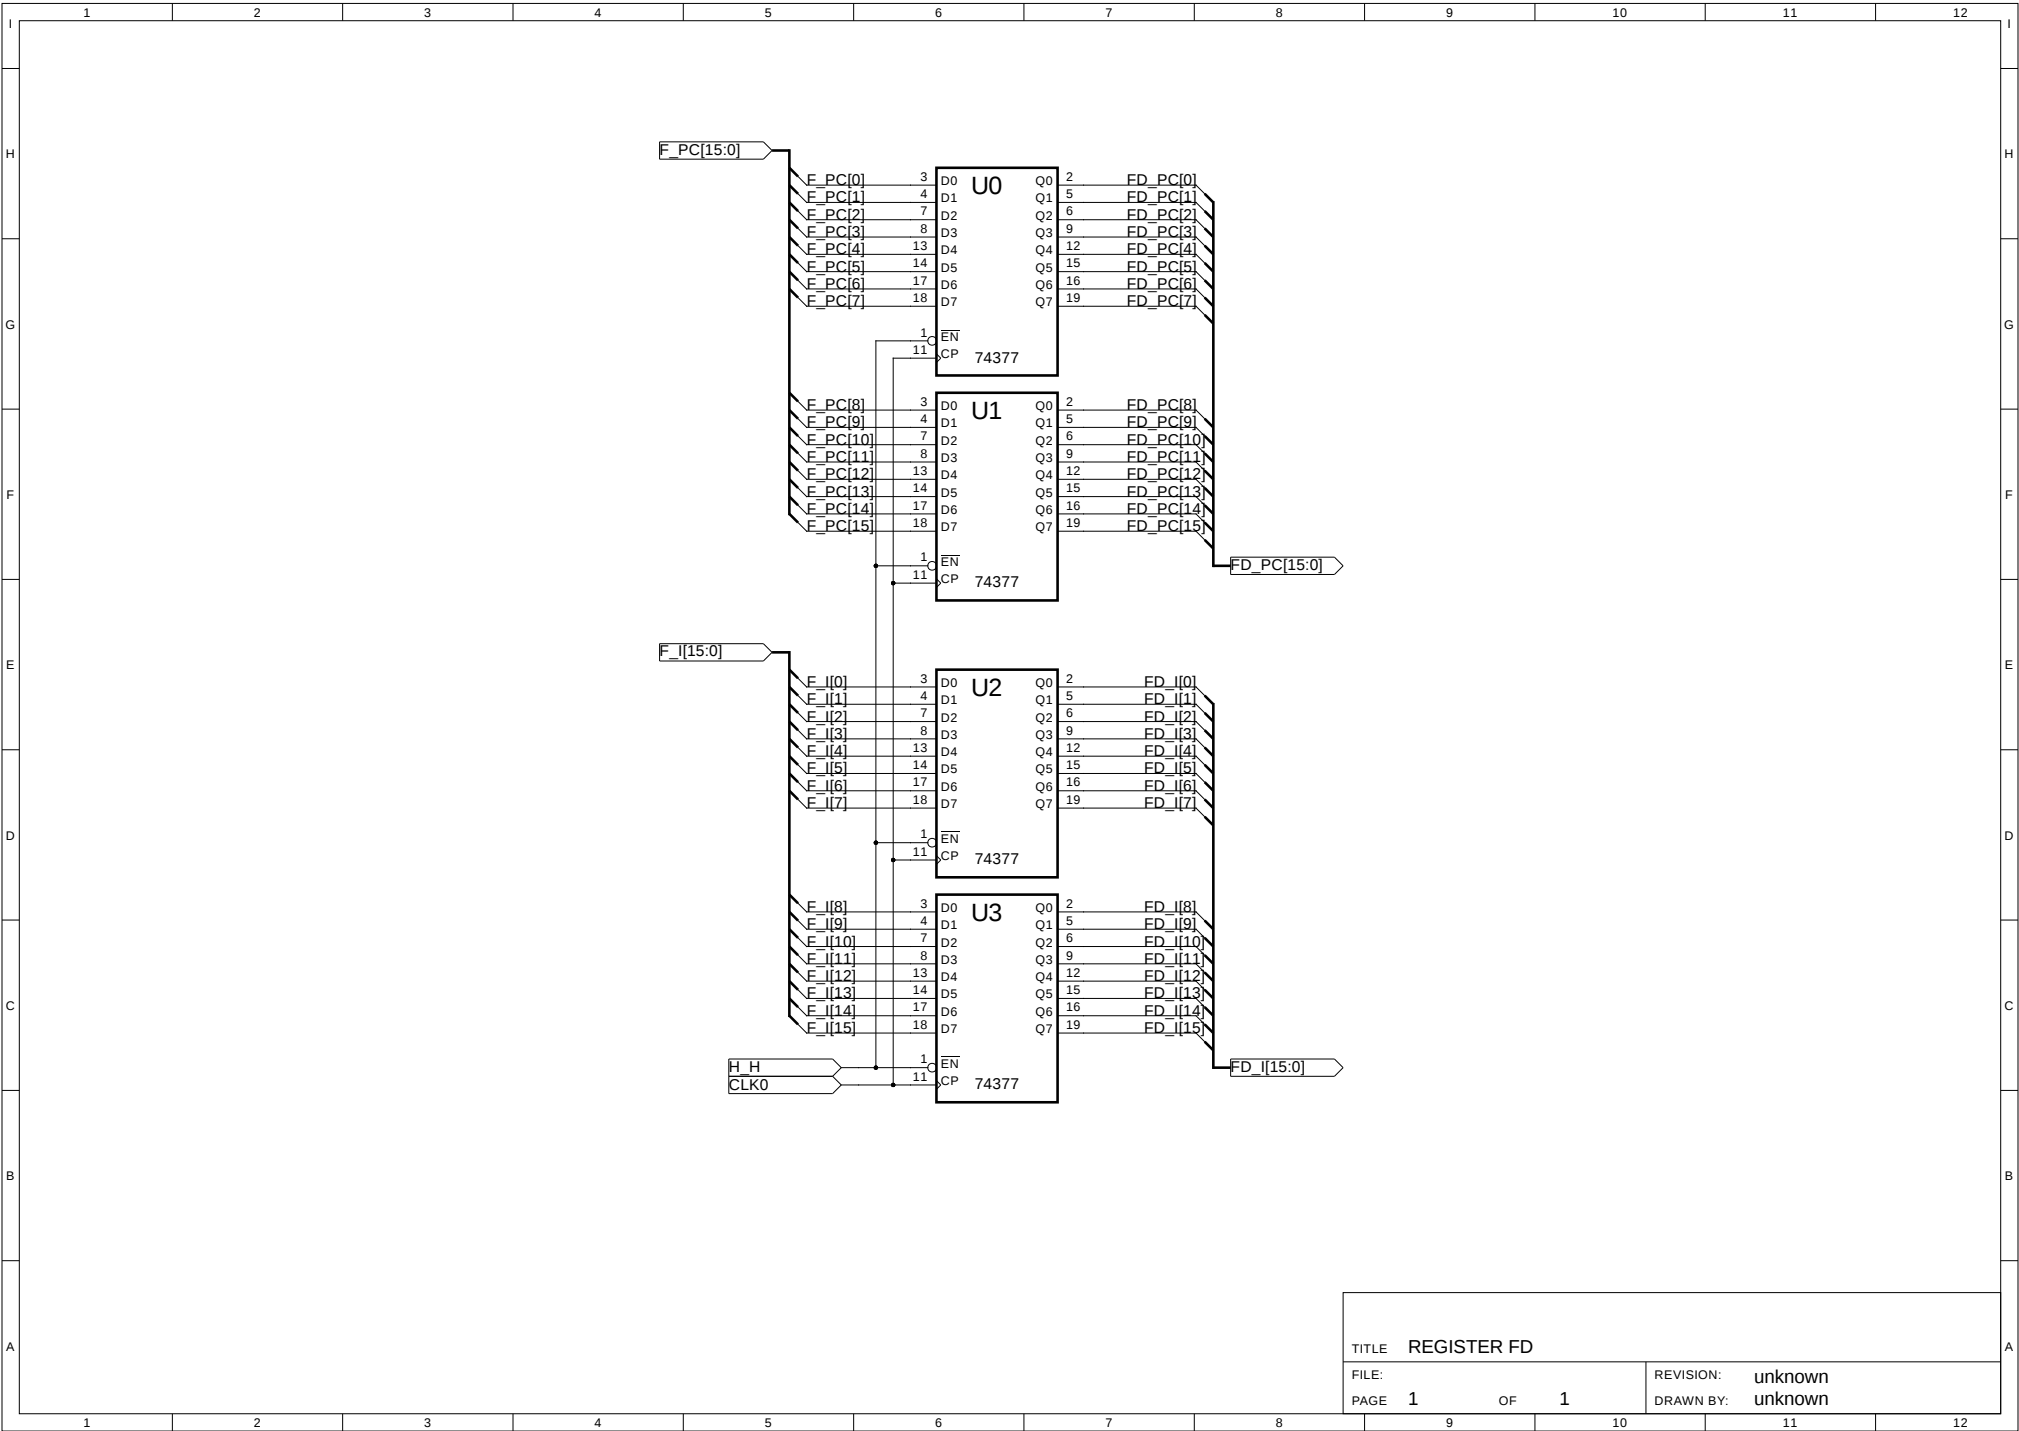 1 2 3 4 5 6 7 8 9 10 11 12
I I
H H
G G
F F
E E
D D
C C
B B
A A
F_PC[15:0]
F_PC[0] 3 D0 U0 Q0 2 FD_PC[0]
F_PC[1] 4 D1 Q1 5 FD_PC[1]
F_PC[2] 7 D2 Q2 6 FD_PC[2]
F_PC[3] 8 D3 Q3 9 FD_PC[3]
F_PC[4] 13 D4 Q4 12 FD_PC[4]
F_PC[5] 14 D5 Q5 15 FD_PC[5]
F_PC[6] 17 D6 Q6 16 FD_PC[6]
F_PC[7] 18 D7 Q7 19 FD_PC[7]
1 EN
11 CP 74377
F_PC[8] 3 D0 U1 Q0 2 FD_PC[8]
F_PC[9] 4 D1 Q1 5 FD_PC[9]
F_PC[10] 7 D2 Q2 6 FD_PC[10]
F_PC[11] 8 D3 Q3 9 FD_PC[11]
F_PC[12] 13 D4 Q4 12 FD_PC[12]
F_PC[13] 14 D5 Q5 15 FD_PC[13]
F_PC[14] 17 D6 Q6 16 FD_PC[14]
F_PC[15] 18 D7 Q7 19 FD_PC[15]
1 EN
FD_PC[15:0]
11 CP 74377
F_I[15:0]
F_I[0] 3 D0 U2 Q0 2 FD_I[0]
F_I[1] 4 D1 Q1 5 FD_I[1]
F_I[2] 7 D2 Q2 6 FD_I[2]
F_I[3] 8 D3 Q3 9 FD_I[3]
F_I[4] 13 D4 Q4 12 FD_I[4]
F_I[5] 14 D5 Q5 15 FD_I[5]
F_I[6] 17 D6 Q6 16 FD_I[6]
F_I[7] 18 D7 Q7 19 FD_I[7]
1 EN
11 CP 74377
F_I[8] 3 D0 U3 Q0 2 FD_I[8]
F_I[9] 4 D1 Q1 5 FD_I[9]
F_I[10] 7 D2 Q2 6 FD_I[10]
F_I[11] 8 D3 Q3 9 FD_I[11]
F_I[12] 13 D4 Q4 12 FD_I[12]
F_I[13] 14 D5 Q5 15 FD_I[13]
F_I[14] 17 D6 Q6 16 FD_I[14]
F_I[15] 18 D7 Q7 19 FD_I[15]
H_H 1 EN FD_I[15:0]
CLK0 11 CP 74377
TITLE REGISTER FD
FILE: REVISION: unknown
PAGE 1 OF 1 DRAWN BY: unknown
1 2 3 4 5 6 7 8 9 10 11 12